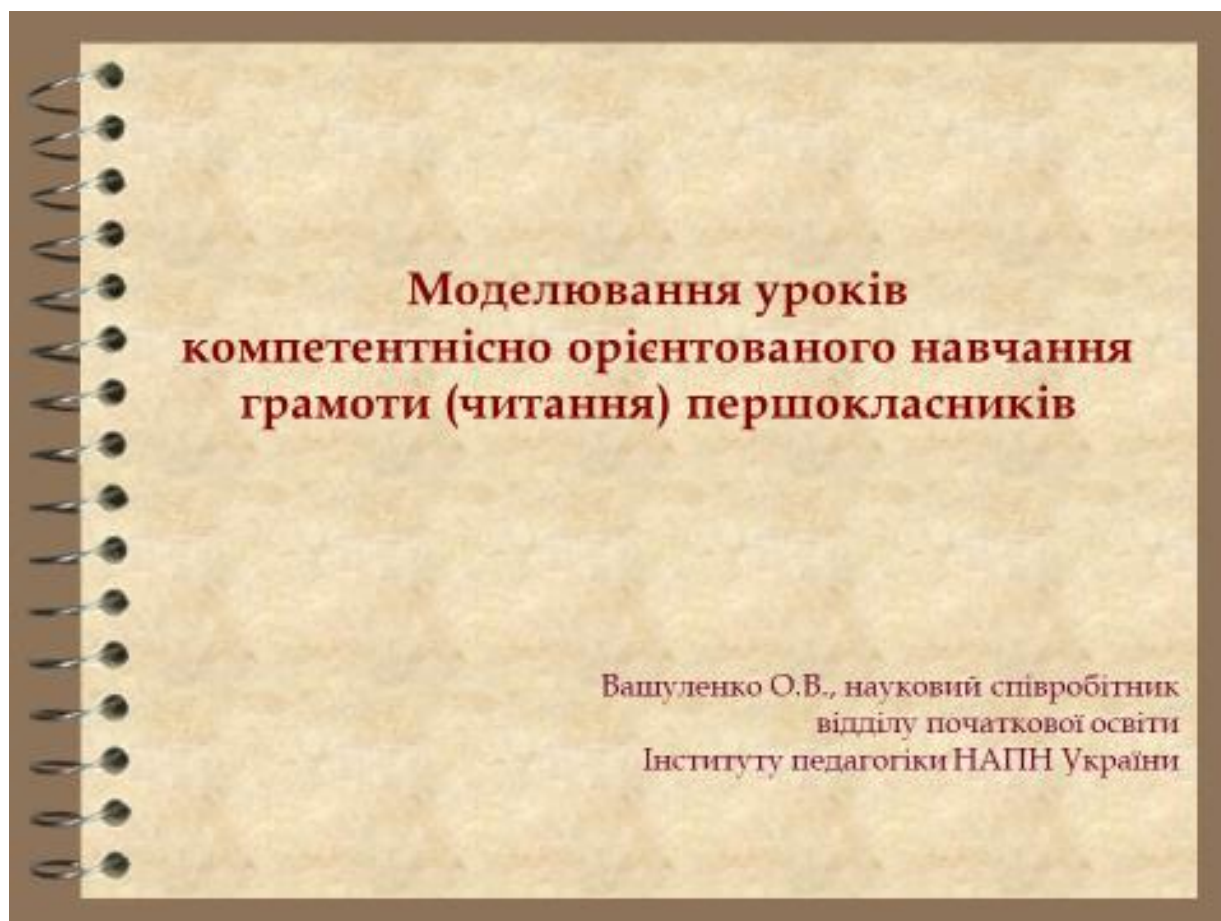 Моделювання уроків
компетентнісно орієнтованого навчання
грамоти (читання) першокласників
Вашуленко О.В., науковий співробітник
відділу початкової освіти
Інституту педагогіки НАПН України